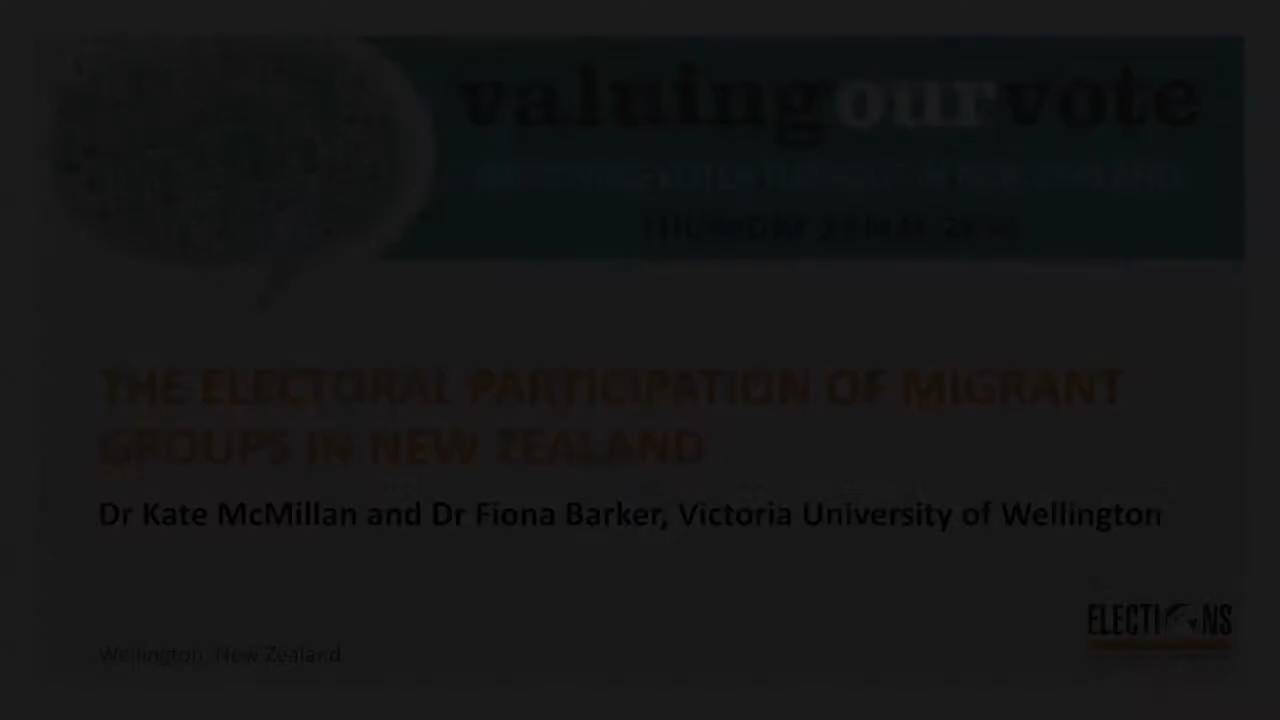 valuingourvote
THURSDAY
THE ELECTORAL PARTICIPATION OF MIGRANT
GROUPS IN NEW ZEALAND
Dr Kate McMillan and Dr Fiona Barker, Victoria University of Wellington
ELECTIONS
Wellington, New Zealand